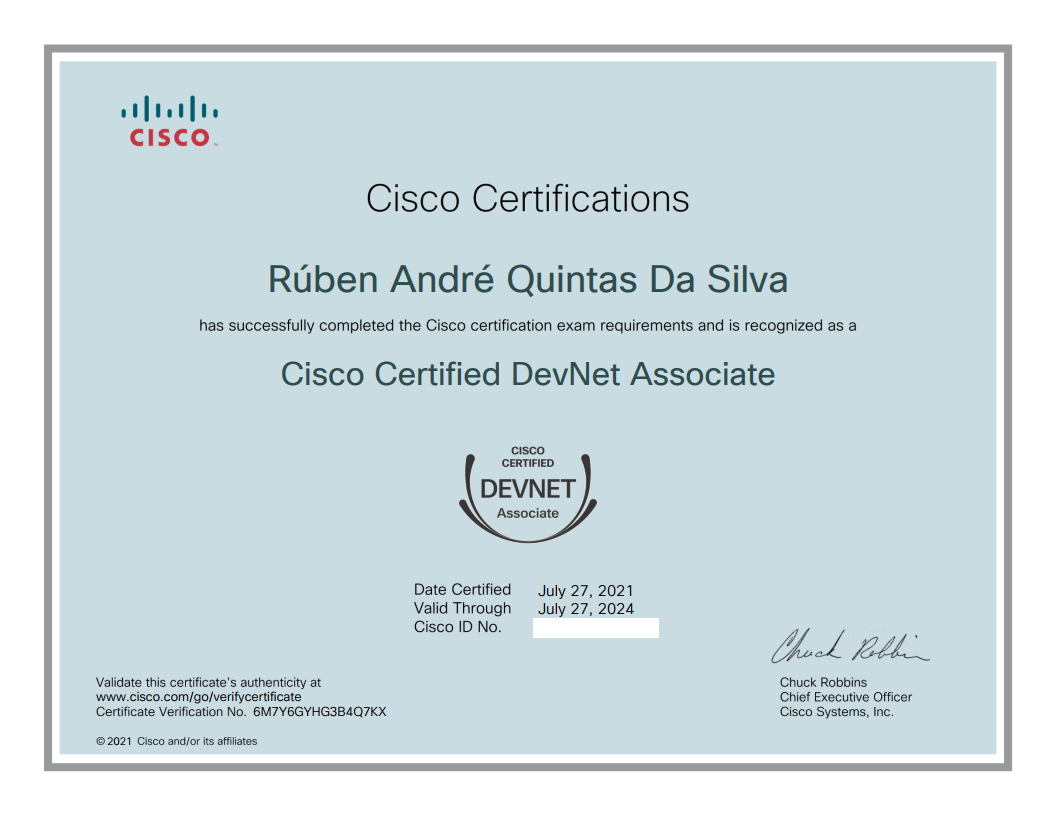 CISCO™
Cisco Certifications
Rúben André Quintas Da Silva
has successfully completed the Cisco certification exam requirements and is recognized as a
Cisco Certified DevNet Associate
CISCO
CERTIFIED
DEVNET
Associate
Date Certified July 27, 2021
Valid Through July 27, 2024
Cisco ID No.
Chuck Robbins
Validate this certificate's authenticity at
www.cisco.com/go/verifycertificate
Certificate Verification No. 6M7Y6GYHG3B4Q7KX
Chuck Robbins
Chief Executive Officer
Cisco Systems, Inc.
© 2021 Cisco and/or its affiliates